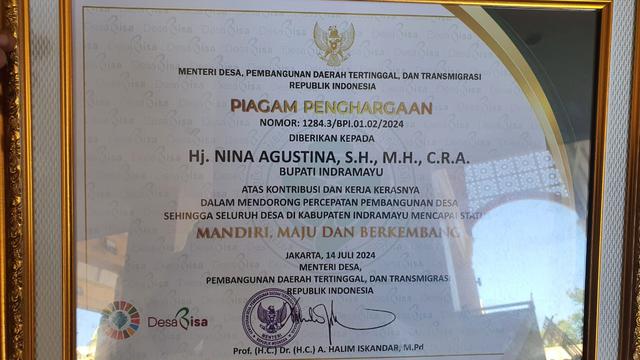 MENTERI DESA, PEMBANGUNAN DAERAH TERTINGGAL, DAN TRANSMIGRASI
REPUBLIK INDONESIA
PIAGAM PENGHARGAAN
NOMOR: 1284.3/BPI.01.02/2024
DIBERIKAN KEPADA
Hj. NINA AGUSTINA, S.H., M.H., C.R.A.
BUPATI INDRAMAYU
ATAS KONTRIBUSI DAN KERJA KERASNYA
DALAM MENDORONG PERCEPATAN PEMBANGUNAN DESA
SEHINGGA SELURUH DESA DI KABUPATEN INDRAMAYU MENCAPAI
MANDIRI, MAJU DAN BERKEMBANG
JAKARTA, 14 JULI 2024
MENTERI DESA,
PEMBANGUNAN DAERAH TERTINGGAL, DAN TRANSMIGRASI
REPUBLIK INDONESIA
DesaBisa
Prof. (H.C.) Dr. (H.C.) A. HALIM ISKANDAR, M.Pd